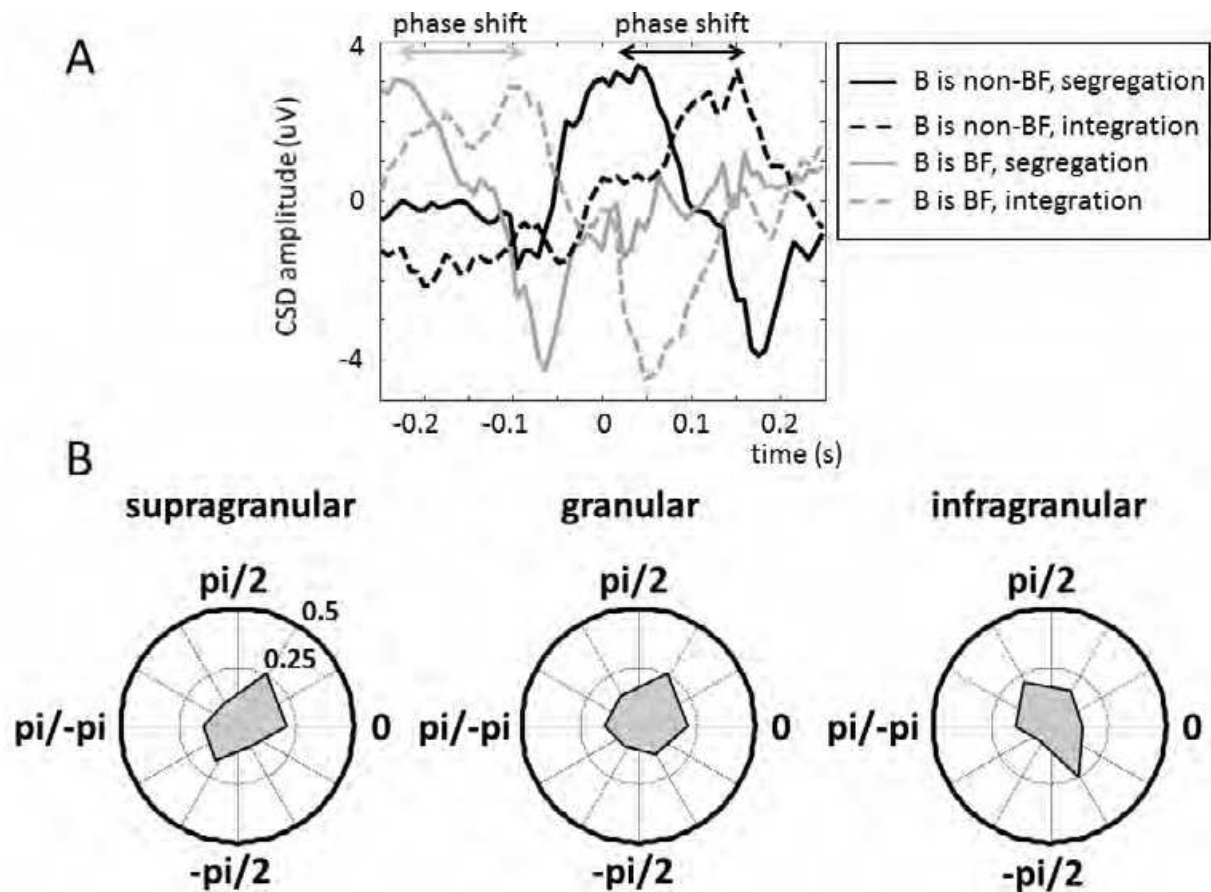 A
phase shift
phase shift
4
0
-4
CSD amplitude (uV)
-0.2
-0.1
0
0.1
0.2
time (s)
B is non-BF, segregation
B is non-BF, integration
B is BF, segregation
B is BF, integration
B
supragranular
granular
infragranular
pi/2
0.5
0.25
pi/-pi
0
-pi/2
pi/2
pi/-pi
0
-pi/2
pi/2
pi/-pi
0
-pi/2